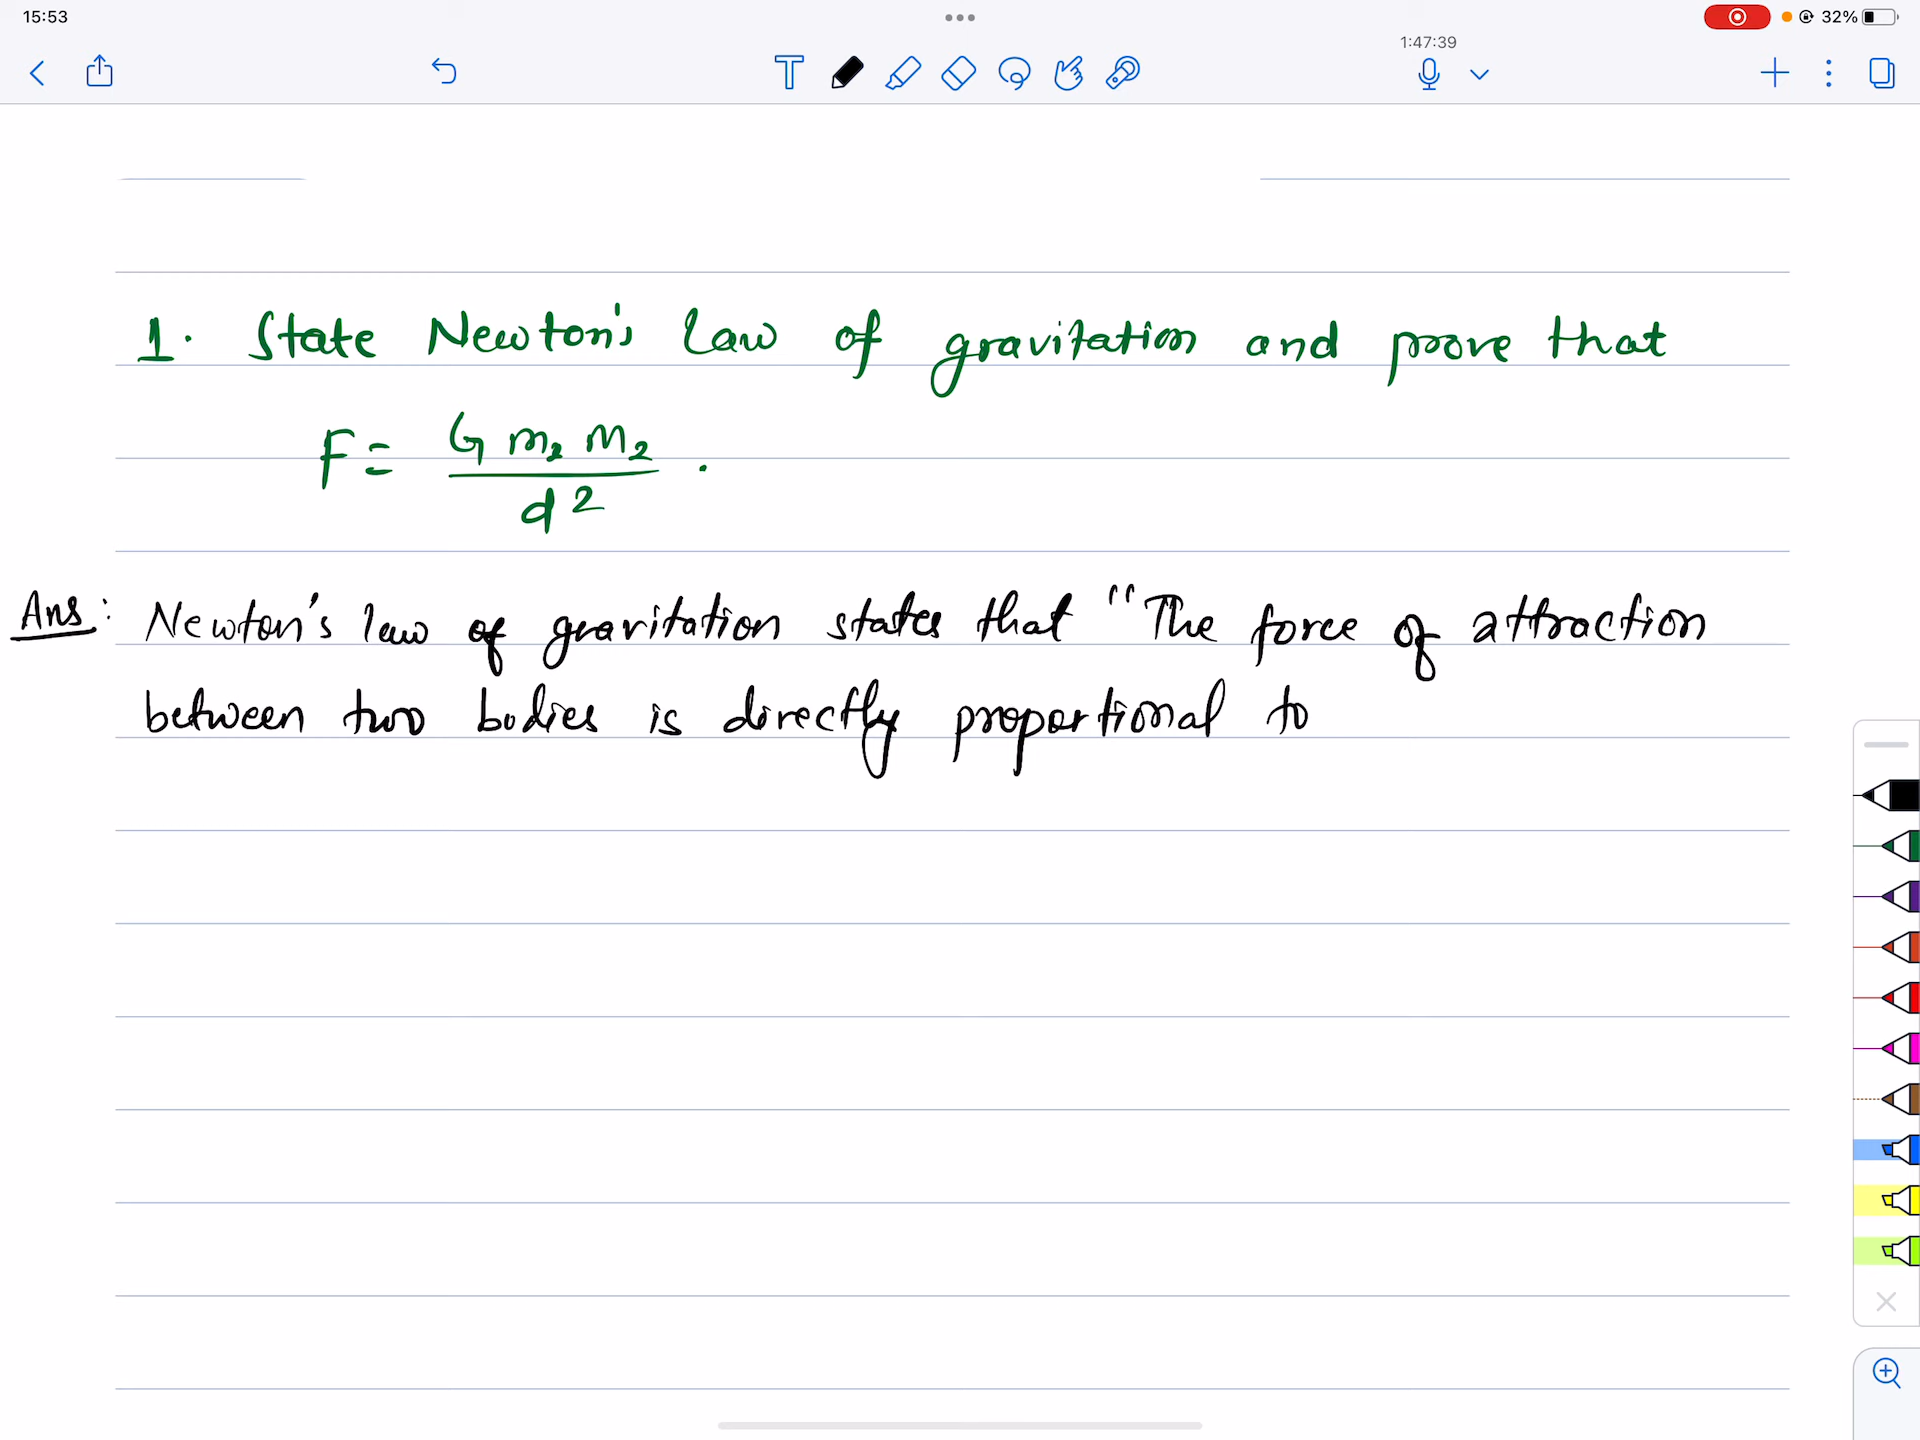 15:53
32%
1:47:39
1. State Newton's Law of gravitation and prove that
F = G m₁ m₂ / d² .
Ans: Newton's law of gravitation states that "The force of attraction
between two bodies is directly proportional to